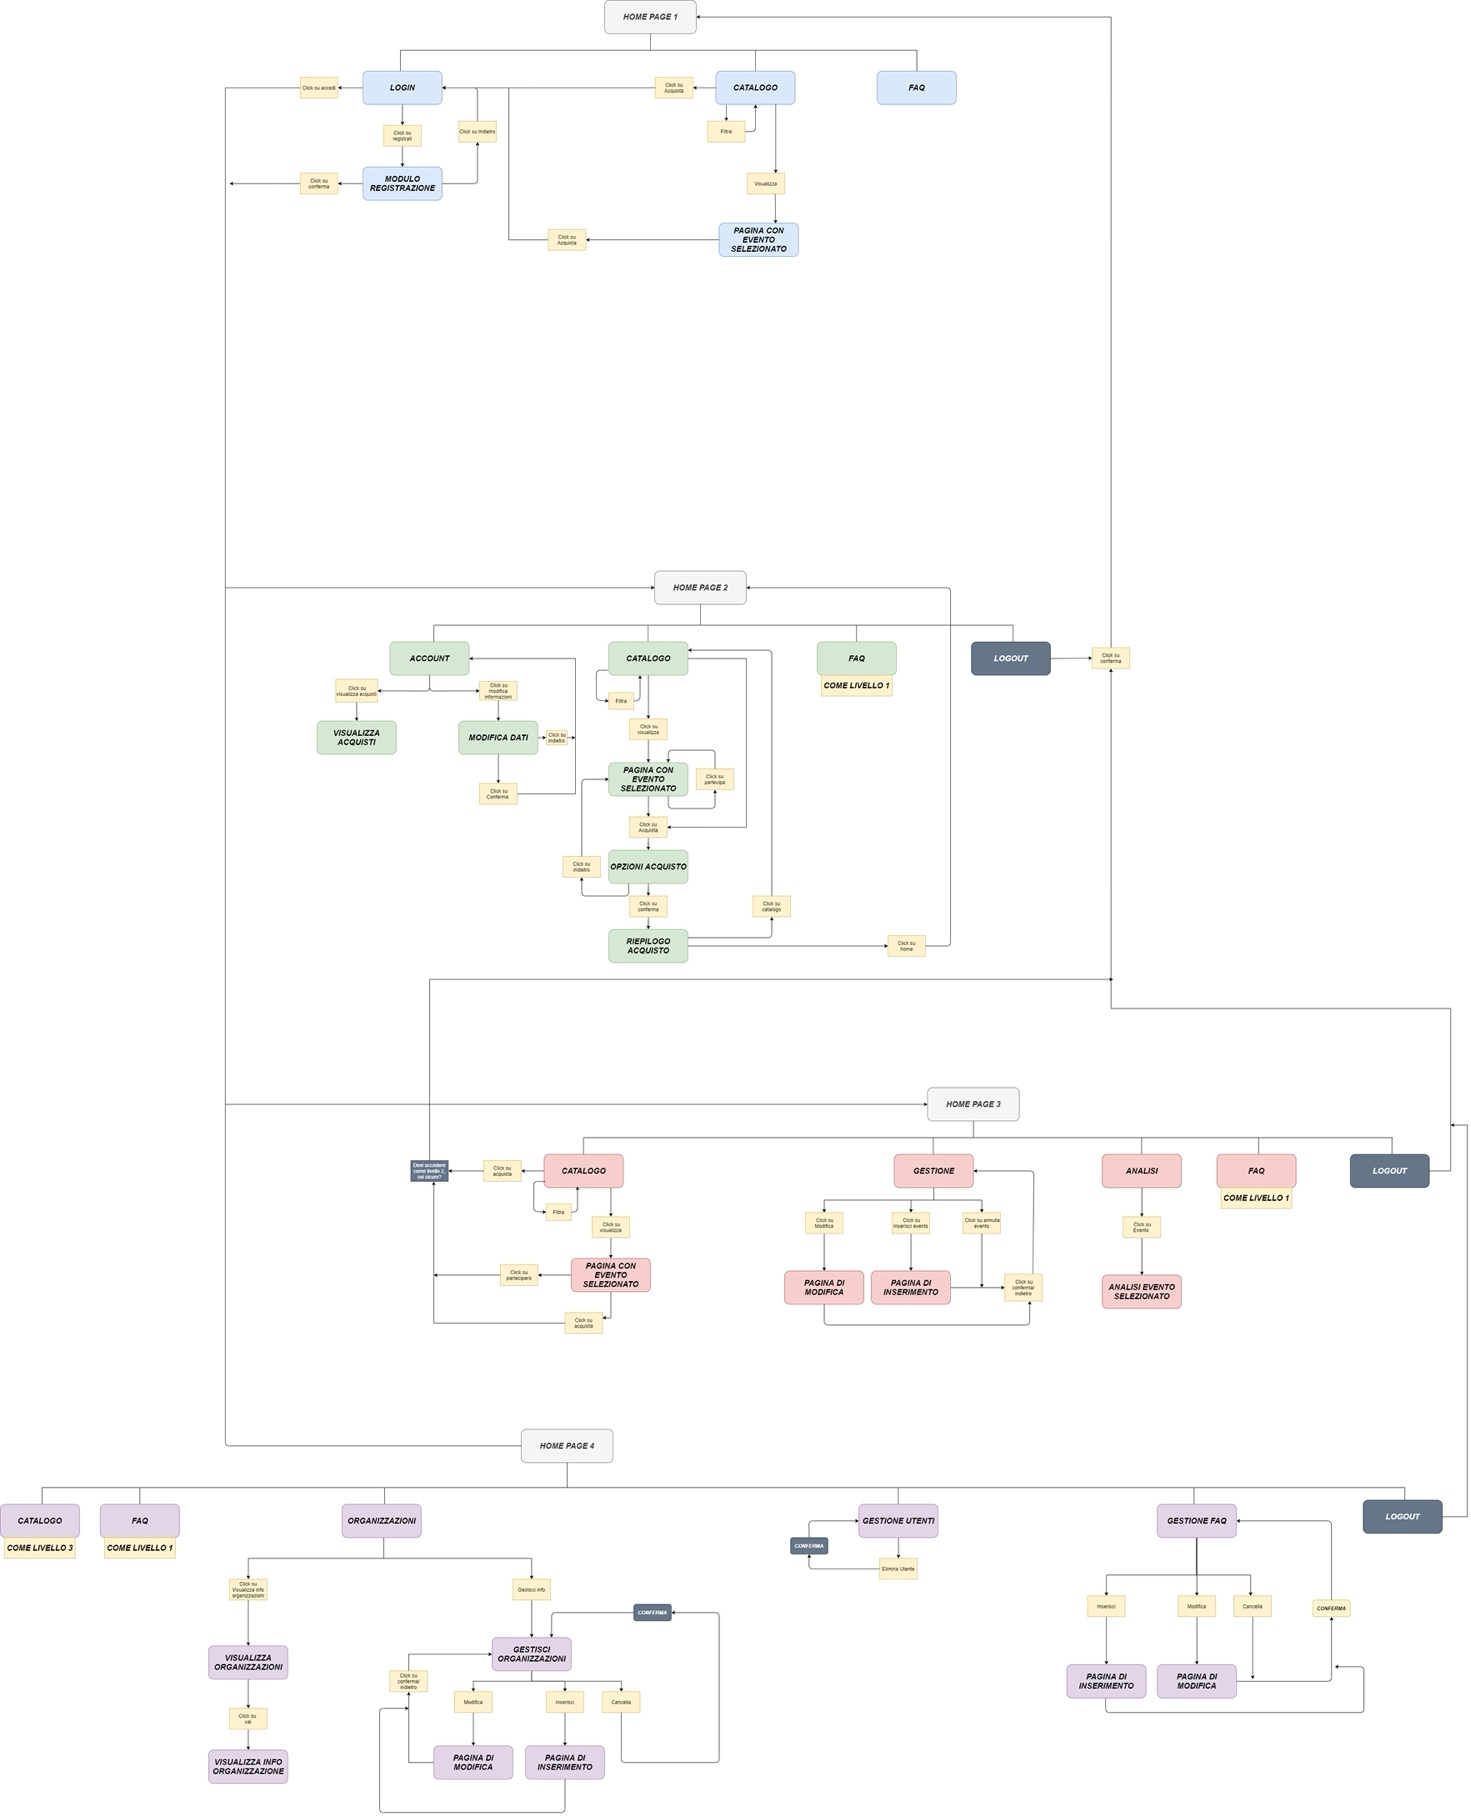 HOME PAGE 1
LOGIN
CATALOGO
FAQ
Click su accedi
Click su
Acquista
Click su
registrati
Click su indietro
Filtra
MODULO
REGISTRAZIONE
Click su
conferma
Visualizza
PAGINA CON
EVENTO
SELEZIONATO
Click su
Acquista
HOME PAGE 2
ACCOUNT
CATALOGO
FAQ
COME LIVELLO 1
LOGOUT
Click su
conferma
Click su
visualizza acquisti
Click su
modifica
informazioni
Filtra
VISUALIZZA
ACQUISTI
MODIFICA DATI
Click su
indietro
Click su
visualizza
PAGINA CON
EVENTO
SELEZIONATO
Click su
partecipa
Click su
Conferma
Click su
Acquista
OPZIONI ACQUISTO
Click su
indietro
Click su
conferma
Click su
catalogo
RIEPILOGO
ACQUISTO
Click su
home
HOME PAGE 3
CATALOGO
GESTIONE
ANALISI
FAQ
COME LIVELLO 1
LOGOUT
Devi accedere
come livello 2,
sei sicuro?
Click su
acquista
Filtra
Click su
visualizza
Click su
Modifica
Click su
Inserisci evento
Click su annulla
evento
Click su
Evento
PAGINA CON
EVENTO
SELEZIONATO
Click su
parteciperò
Click su
acquista
PAGINA DI
MODIFICA
PAGINA DI
INSERIMENTO
Click su
conferma/
indietro
ANALISI EVENTO
SELEZIONATO
HOME PAGE 4
CATALOGO
COME LIVELLO 3
FAQ
COME LIVELLO 1
ORGANIZZAZIONI
GESTIONE UTENTI
GESTIONE FAQ
LOGOUT
CONFERMA
Elimina Utente
Click su
Visualizza info
organizzazioni
Gestisci info
CONFERMA
Inserisci
Modifica
Cancella
CONFERMA
VISUALIZZA
ORGANIZZAZIONI
GESTISCI
ORGANIZZAZIONI
Click su
conferma/
indietro
PAGINA DI
INSERIMENTO
PAGINA DI
MODIFICA
Click su
vai
Modifica
Inserisci
Cancella
VISUALIZZA INFO
ORGANIZZAZIONE
PAGINA DI
MODIFICA
PAGINA DI
INSERIMENTO